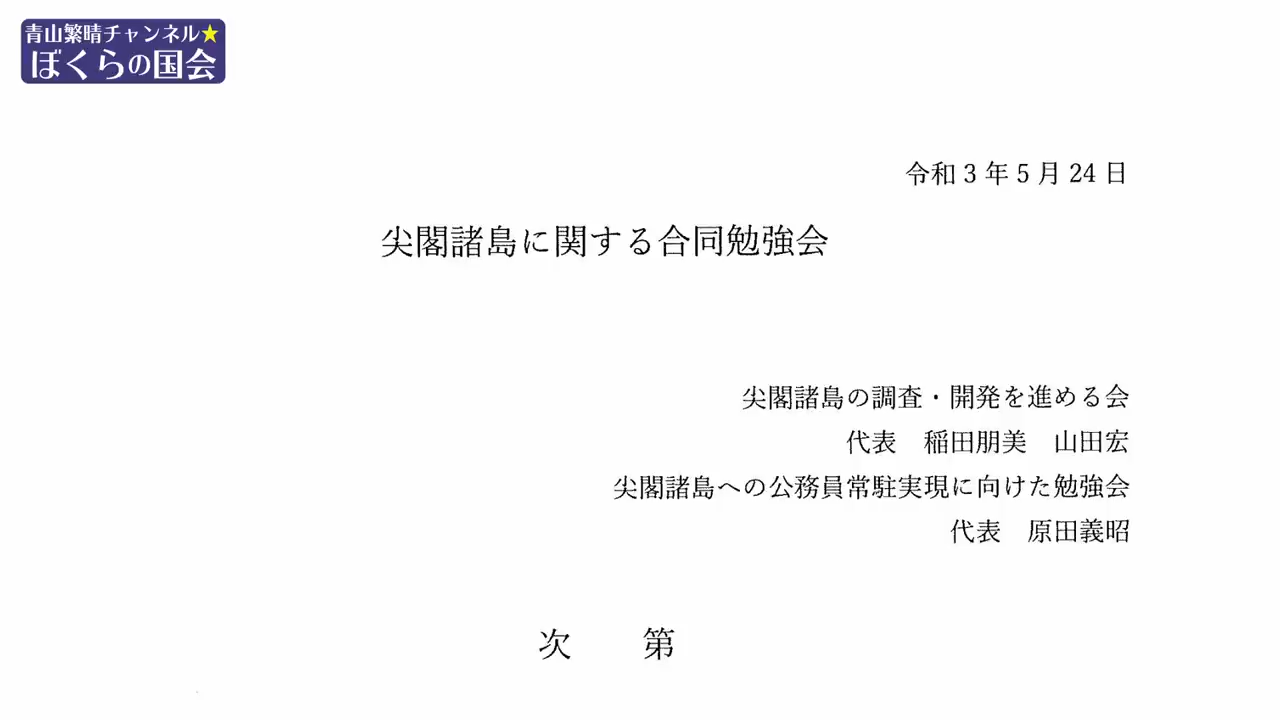 青山繁晴チャンネル★
ぼくらの国会
令和3年5月24日
尖閣諸島に関する合同勉強会
尖閣諸島の調査・開発を進める会
代表　稲田朋美　山田宏
尖閣諸島への公務員常駐実現に向けた勉強会
代表　原田義昭
次　　第